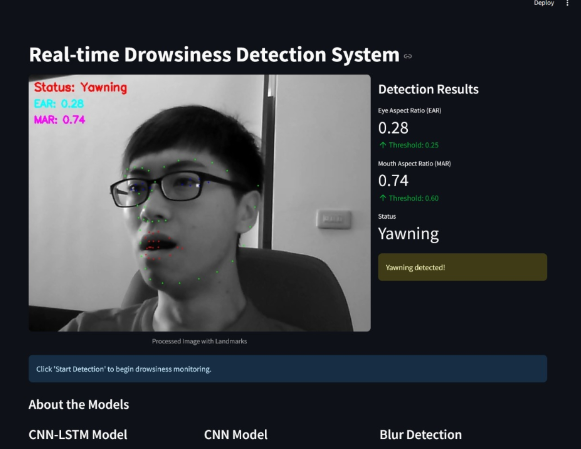 Deploy
Real-time Drowsiness Detection System
Status: Yawning
EAR: 0.28
MAR: 0.74
Processed Image with Landmarks
Detection Results
Eye Aspect Ratio (EAR)
0.28
↑ Threshold: 0.25
Mouth Aspect Ratio (MAR)
0.74
↑ Threshold: 0.60
Status
Yawning
Yawning detected!
Click 'Start Detection' to begin drowsiness monitoring.
About the Models
CNN-LSTM Model
CNN Model
Blur Detection